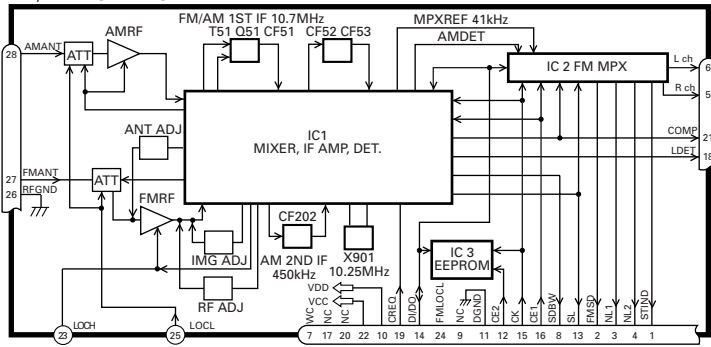 FM/AM 1ST IF 10.7MHz
MPXREF 41kHz
AMRF
T51 Q51 CF51
CF52 CF53
AMDET
28
AMANT
ATT
IC 2 FM MPX
L ch
6
R ch
5
ANT ADJ
IC1
MIXER, IF AMP, DET.
COMP
21
LDET
18
27
FMANT
26
RFGND
ATT
FMRF
CF202
IMG ADJ
AM 2ND IF
450kHz
X901
10.25MHz
IC 3
EEPROM
RF ADJ
VDD
VCC
LOCH
23
LOCL
25
WC
NC
NC
CREQ
DI/DO
FMLOCL
NC
DGND
CE2
CK
CE1
SDBW
SL
FMSD
NL1
NL2
STIND
7
17
20
22
10
19
14
24
9
11
12
15
16
8
13
2
3
4
1